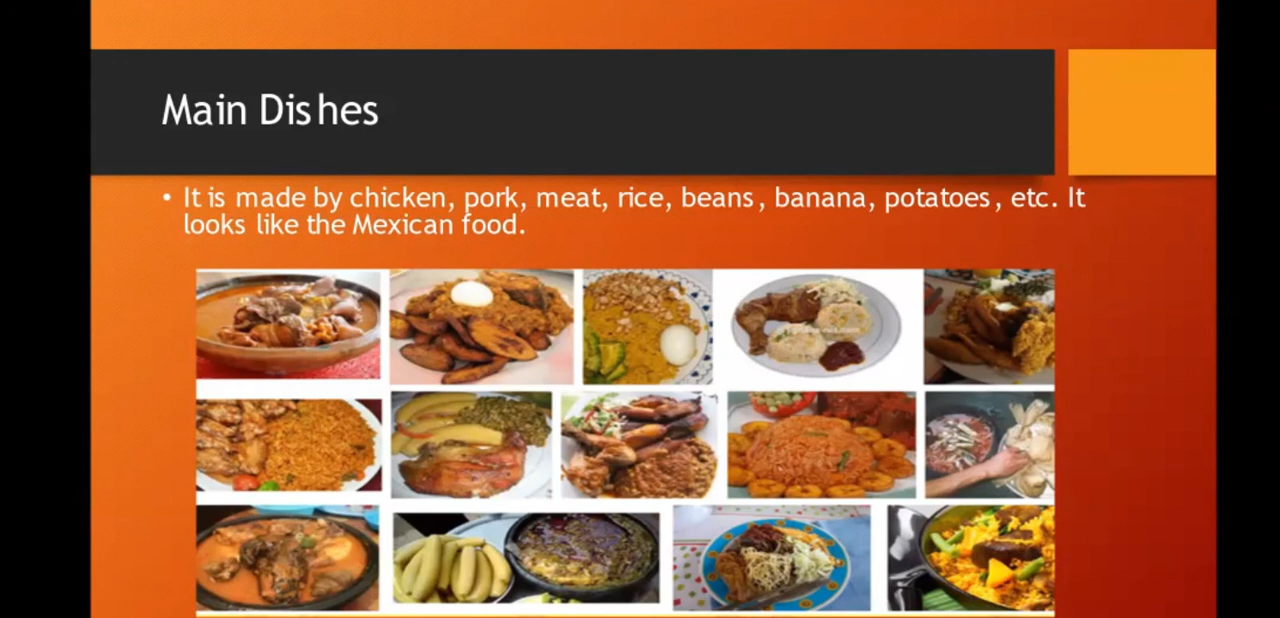 Main Dishes
• It is made by chicken, pork, meat, rice, beans, banana, potatoes, etc. It
looks like the Mexican food.